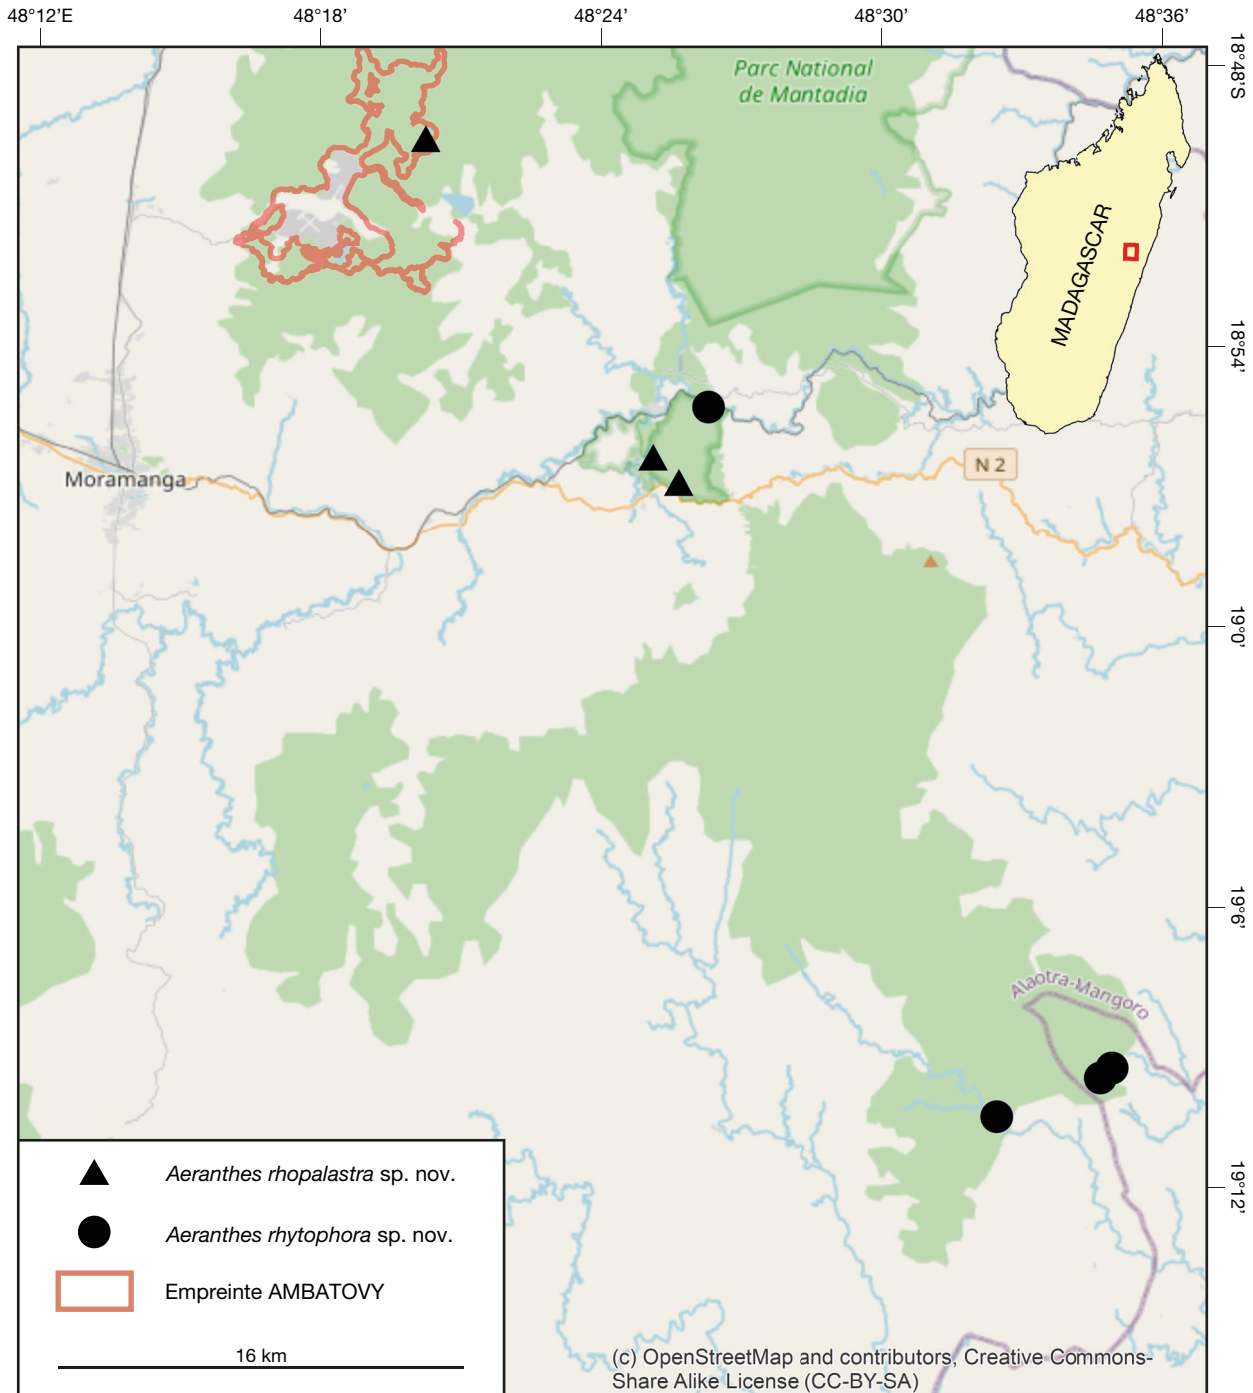 48°12’E
48°18’
48°24’
48°30’
48°36’
18°48’S
Parc National
de Mantadia
MADAGASCAR
18°54’
N 2
Moramanga
19°0’
19°6’
Alaotra-Mangoro
19°12’
Aeranthes rhopalastra sp. nov.
Aeranthes rhytophora sp. nov.
Empreinte AMBATOVY
16 km
(c) OpenStreetMap and contributors, Creative Commons-
Share Alike License (CC-BY-SA)